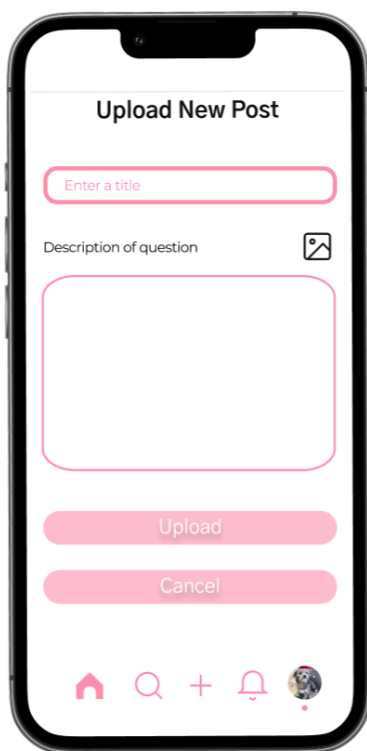 Upload New Post
Enter a title
Description of question
Upload
Cancel